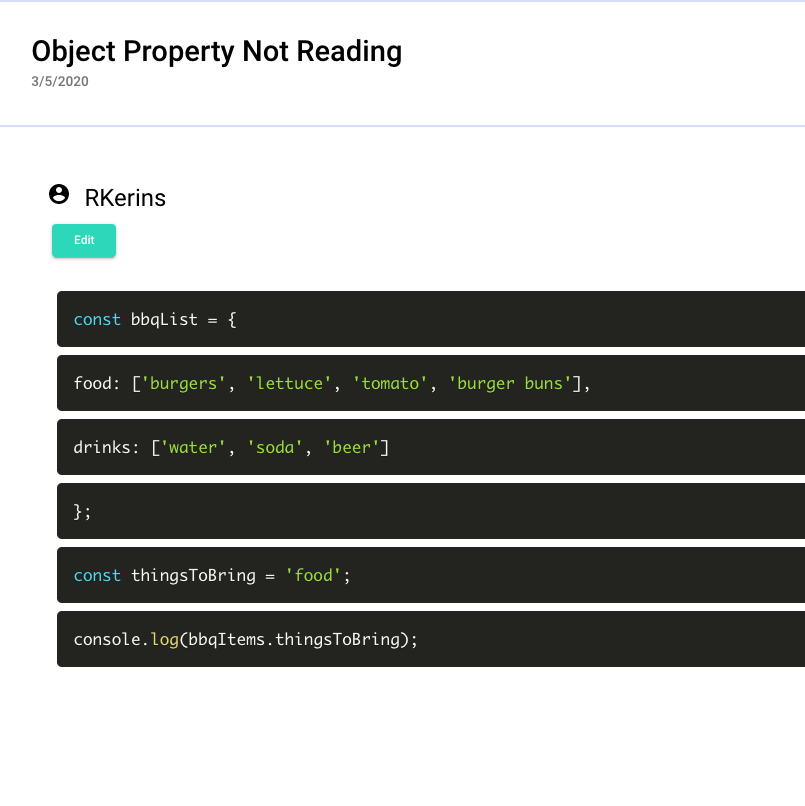 Object Property Not Reading
3/5/2020
RKerins
Edit
const bbqList = {
food: ['burgers', 'lettuce', 'tomato', 'burger buns'],
drinks: ['water', 'soda', 'beer']
};
const thingsToBring = 'food';
console.log(bbqItems.thingsToBring);